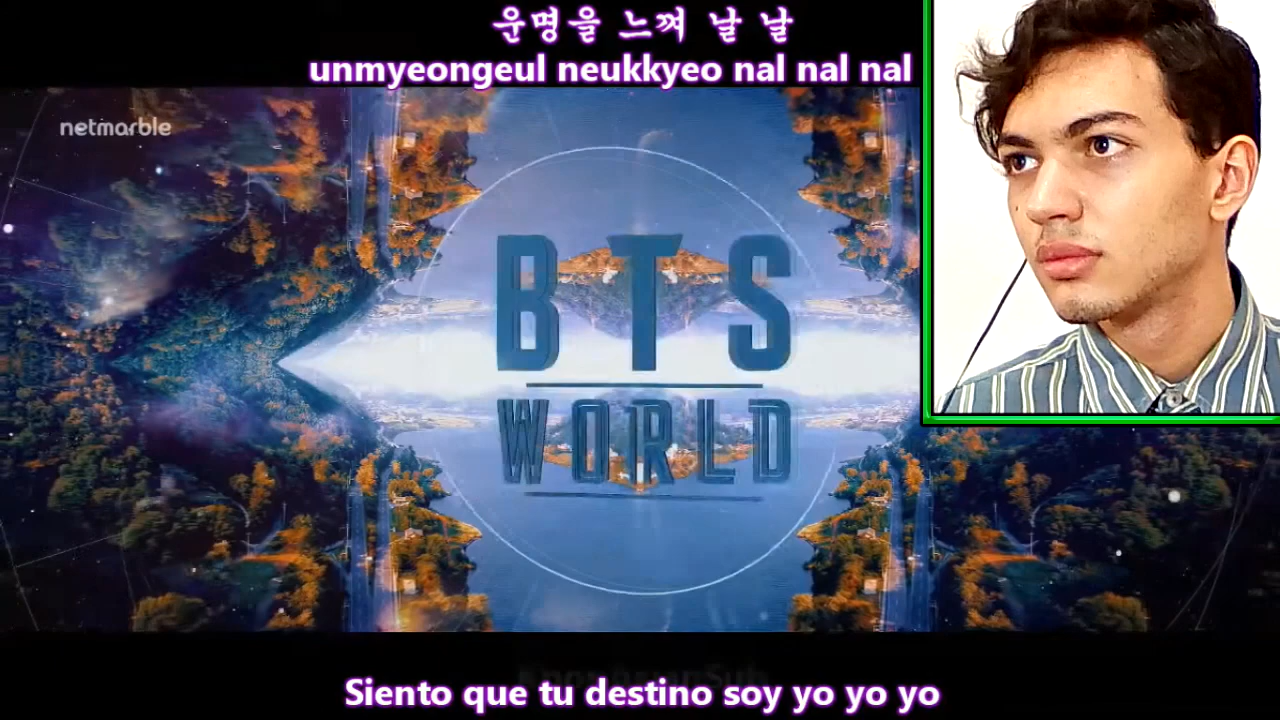 운명을 느껴 날 날
unmyeongeul neukkyeo nal nal nal
netmarble
BTS
WORLD
Siento que tu destino soy yo yo yo